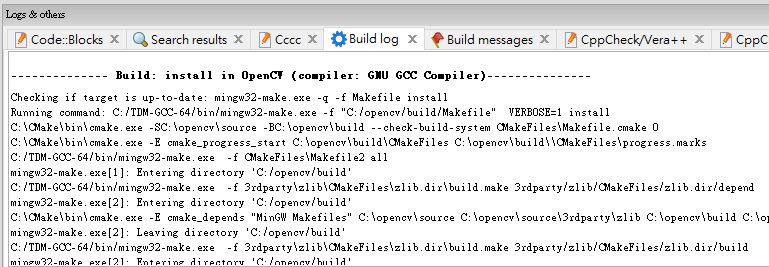 Logs & others
Code::Blocks Search results Cccc Build log Build messages CppCheck/Vera++ CppC
-------------- Build: install in OpenCV (compiler: GNU GCC Compiler)---------------
Checking if target is up-to-date: mingw32-make.exe -q -f Makefile install
Running command: C:/TDM-GCC-64/bin/mingw32-make.exe -f "C:/opencv/build/Makefile"  VERBOSE=1 install
C:\CMake\bin\cmake.exe -SC:\opencv\source -BC:\opencv\build --check-build-system CMakeFiles\Makefile.cmake 0
C:\CMake\bin\cmake.exe -E cmake_progress_start C:\opencv\build\CMakeFiles C:\opencv\build\\CMakeFiles\progress.marks
C:/TDM-GCC-64/bin/mingw32-make.exe  -f CMakeFiles\Makefile2 all
mingw32-make.exe[1]: Entering directory 'C:/opencv/build'
C:/TDM-GCC-64/bin/mingw32-make.exe  -f 3rdparty\zlib\CMakeFiles\zlib.dir\build.make 3rdparty/zlib/CMakeFiles/zlib.dir/depend
mingw32-make.exe[2]: Entering directory 'C:/opencv/build'
C:\CMake\bin\cmake.exe -E cmake_depends "MinGW Makefiles" C:\opencv\source C:\opencv\source\3rdparty\zlib C:\opencv\build C:\op
mingw32-make.exe[2]: Leaving directory 'C:/opencv/build'
C:/TDM-GCC-64/bin/mingw32-make.exe  -f 3rdparty\zlib\CMakeFiles\zlib.dir\build.make 3rdparty/zlib/CMakeFiles/zlib.dir/build
mingw32-make.exe[2]: Entering directory 'C:/opencv/build'